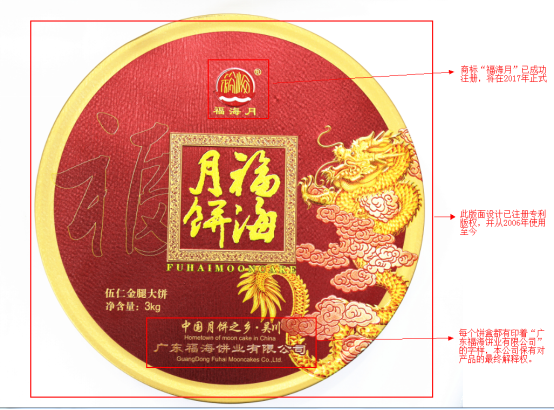 福海 ®
福海月
商标“福海月”已成功
注册，将在2017年正式
福
福海
月饼
FUHAIMOONCAKE
此版面设计已注册专利
版权，并从2006年使用
至今
伍仁金腿大饼
净含量：3kg
中国月饼之乡·吴川
Hometown of moon cake in China
广东福海饼业有限公司
GuangDong Fuhai Mooncakes Co.,Ltd.
每个饼盒都有印着“广
东福海饼业有限公司”
的字样，本公司保有对
产品的最终解释权。